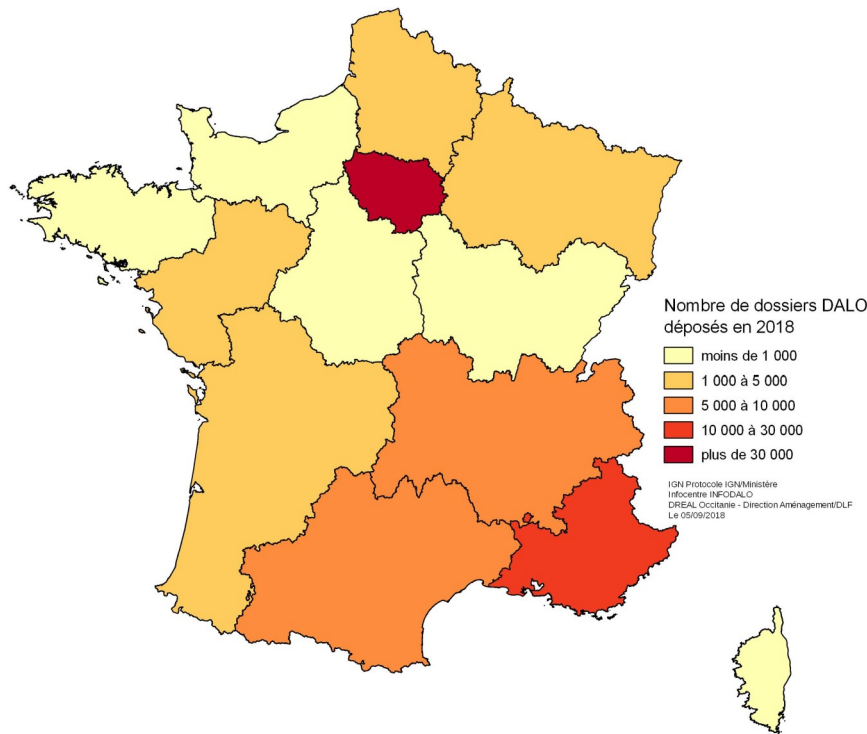 Nombre de dossiers DALO
déposés en 2018
moins de 1 000
1 000 à 5 000
5 000 à 10 000
10 000 à 30 000
plus de 30 000
IGN Protocole IGN/Ministère
Infocentre INFODALO
DREAL Occitanie - Direction Aménagement/DLF
Le 05/09/2018